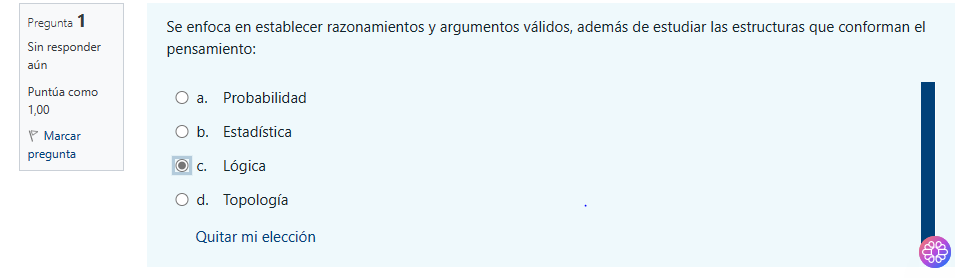 Pregunta 1
Sin responder
aún
Puntúa como
1,00
Marcar
pregunta
Se enfoca en establecer razonamientos y argumentos válidos, además de estudiar las estructuras que conforman el
pensamiento:
a. Probabilidad
b. Estadística
c. Lógica
d. Topología
.
Quitar mi elección